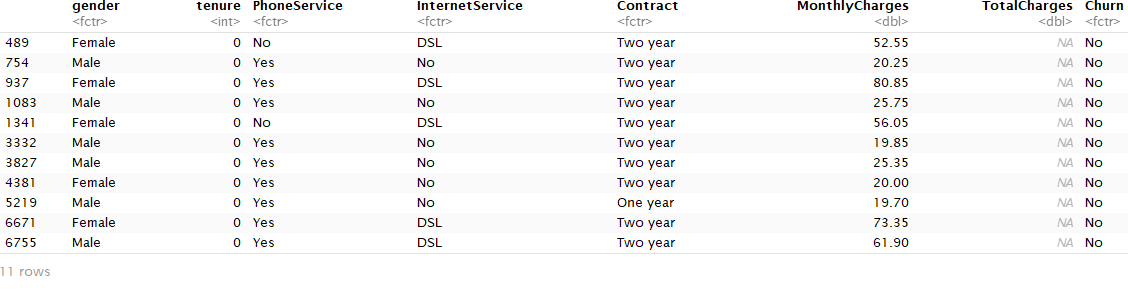 gender tenure PhoneService InternetService Contract MonthlyCharges TotalCharges Churn
<fctr> <int> <fctr> <fctr> <fctr> <dbl> <dbl> <fctr>
489 Female 0 No DSL Two year 52.55 NA No
754 Male 0 Yes No Two year 20.25 NA No
937 Female 0 Yes DSL Two year 80.85 NA No
1083 Male 0 Yes No Two year 25.75 NA No
1341 Female 0 No DSL Two year 56.05 NA No
3332 Male 0 Yes No Two year 19.85 NA No
3827 Male 0 Yes No Two year 25.35 NA No
4381 Female 0 Yes No Two year 20.00 NA No
5219 Male 0 Yes No One year 19.70 NA No
6671 Female 0 Yes DSL Two year 73.35 NA No
6755 Male 0 Yes DSL Two year 61.90 NA No
11 rows